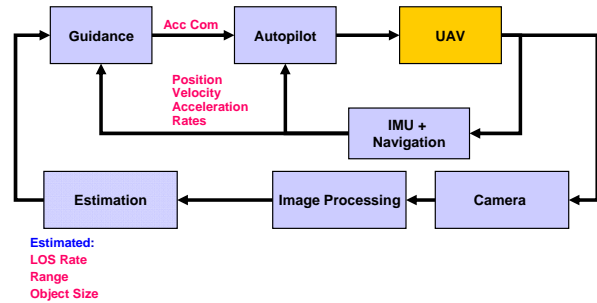 Guidance
Acc Com
Autopilot
UAV
Position
Velocity
Acceleration
Rates
IMU +
Navigation
Estimation
Image Processing
Camera
Estimated:
LOS Rate
Range
Object Size